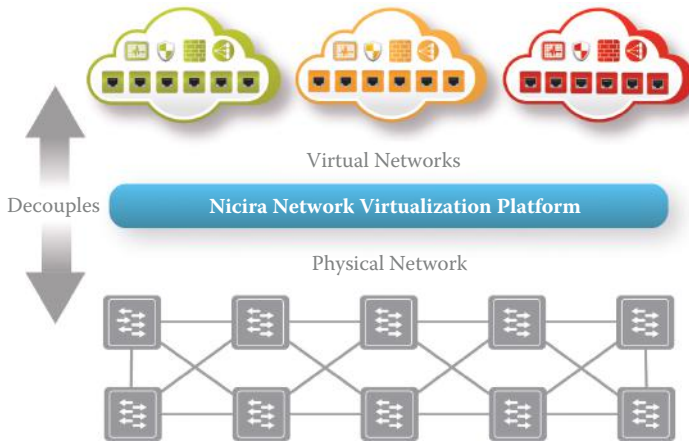 Virtual Networks
Decouples
Nicira Network Virtualization Platform
Physical Network